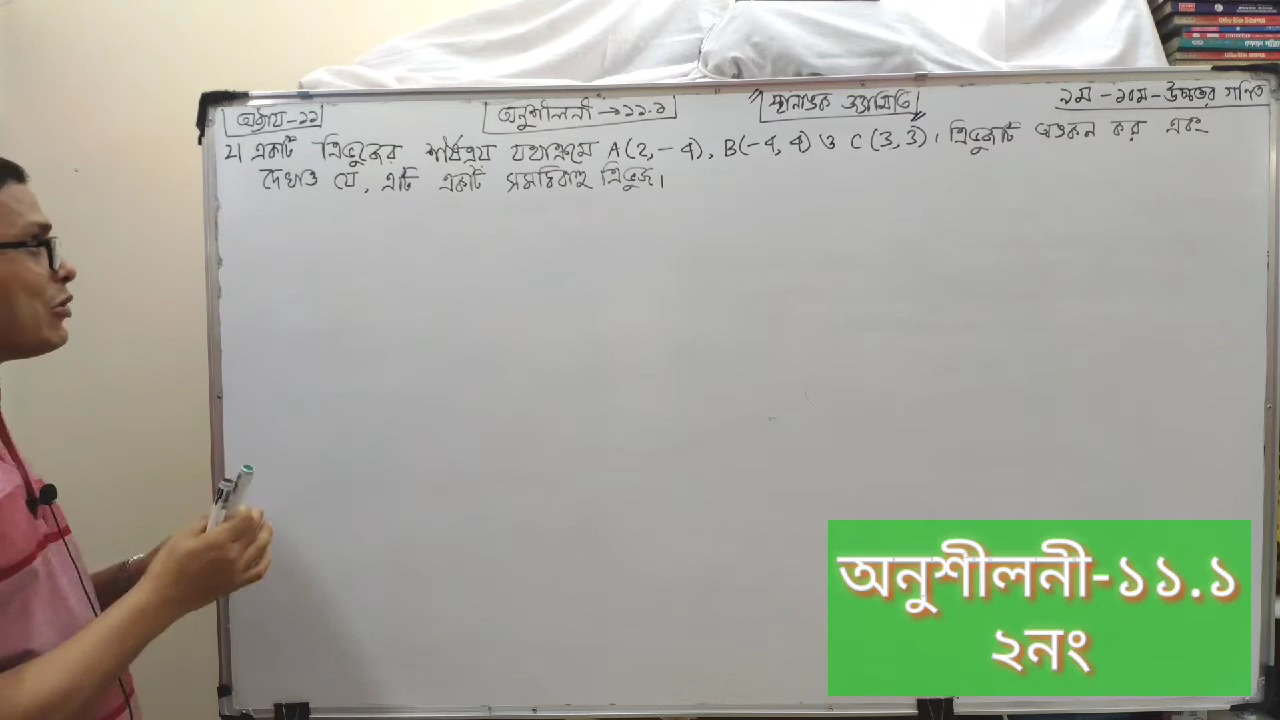 অধ্যায়-১১
অনুশীলনী → ১১.১
স্থানাঙ্ক জ্যামিতি
৯ম - ১০ম - উচ্চতর গনিত
২। একটি ত্রিভুজের শীর্ষত্রয় যথাক্রমে A(2,-4), B(-4,4) ও C(3,3)। ত্রিভুজটি অঙ্কন কর এবং
দেখাও যে, এটি একটি সমদ্বিবাহু ত্রিভুজ।
অনুশীলনী-১১.১
২নং